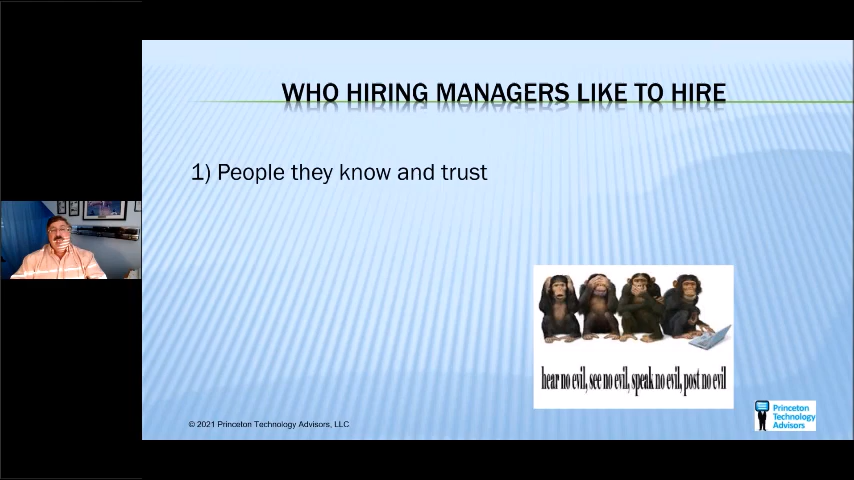 WHO HIRING MANAGERS LIKE TO HIRE
1) People they know and trust
hear no evil, see no evil, speak no evil, post no evil
© 2021 Princeton Technology Advisors, LLC
Princeton
Technology
Advisors